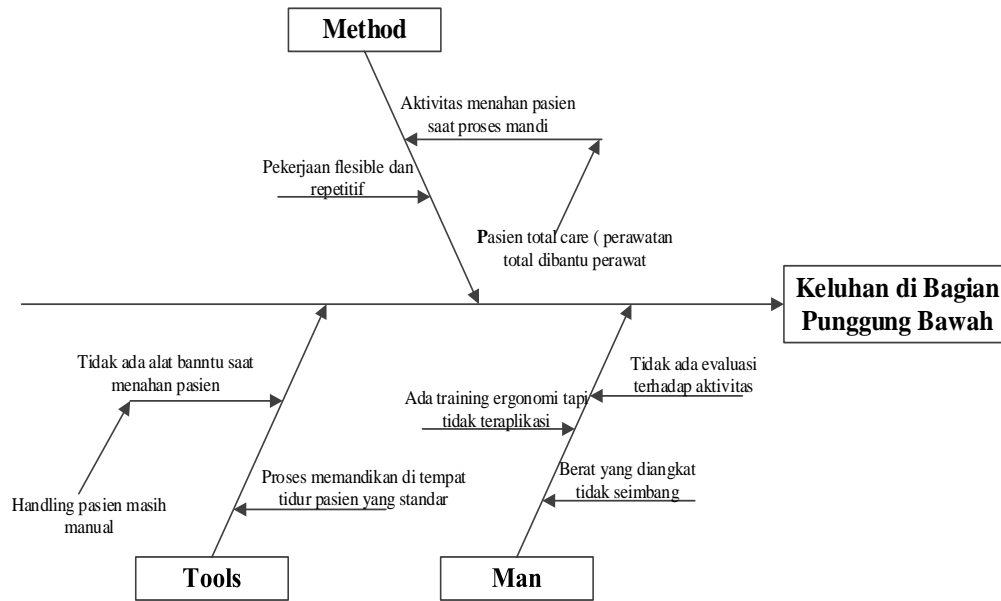 Method
Aktivitas menahan pasien
saat proses mandi
Pekerjaan flesible dan
repetitif
Pasien total care ( perawatan
total dibantu perawat
Keluhan di Bagian
Punggung Bawah
Tidak ada alat banntu saat
menahan pasien
Handling pasien masih
manual
Proses memandikan di tempat
tidur pasien yang standar
Tools
Tidak ada evaluasi
terhadap aktivitas
Ada training ergonomi tapi
tidak teraplikasi
Berat yang diangkat
tidak seimbang
Man